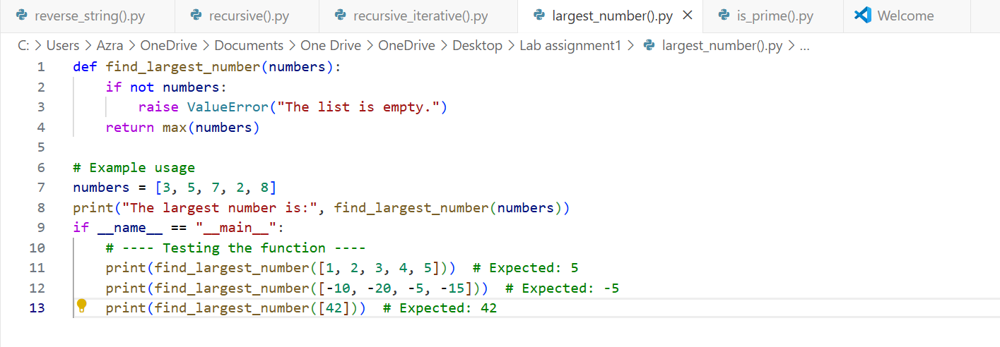 reverse_string().py recursive().py recursive_iterative().py largest_number().py is_prime().py Welcome
C: > Users > Azra > OneDrive > Documents > One Drive > OneDrive > Desktop > Lab assignment1 > largest_number().py > ...
1 def find_largest_number(numbers):
2     if not numbers:
3         raise ValueError("The list is empty.")
4     return max(numbers)
5
6 # Example usage
7 numbers = [3, 5, 7, 2, 8]
8 print("The largest number is:", find_largest_number(numbers))
9 if __name__ == "__main__":
10     # ---- Testing the function ----
11     print(find_largest_number([1, 2, 3, 4, 5]))  # Expected: 5
12     print(find_largest_number([-10, -20, -5, -15]))  # Expected: -5
13     print(find_largest_number([42]))  # Expected: 42